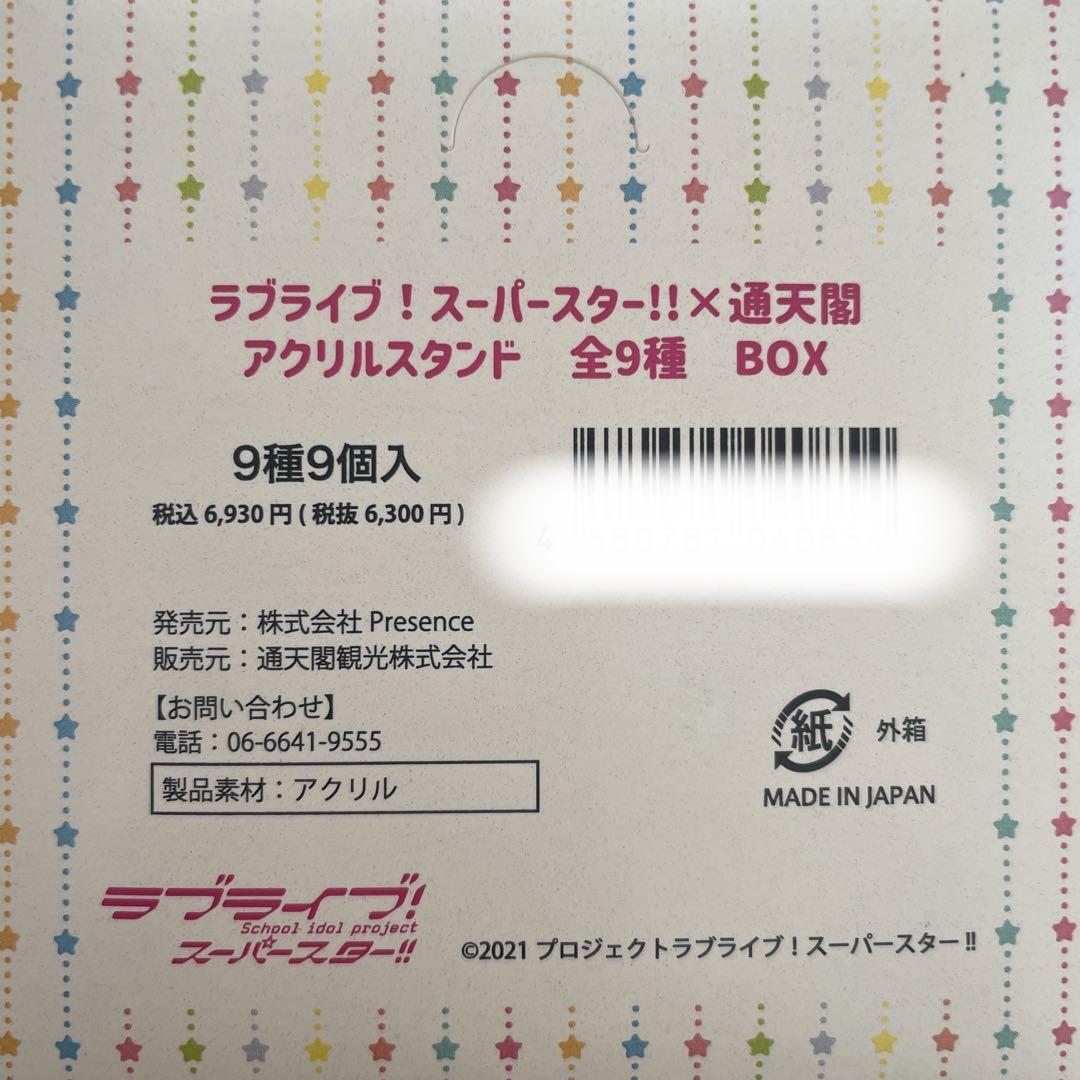 ラブライブ！スーパースター!!×通天閣
アクリルスタンド　全9種　BOX
9種9個入
税込 6,930 円 ( 税抜 6,300 円 )
発売元：株式会社 Presence
販売元：通天閣観光株式会社
【お問い合わせ】
電話：06-6641-9555
製品素材：アクリル
紙 外箱
MADE IN JAPAN
ラブライブ！
School idol project
スーパースター!!
©2021 プロジェクトラブライブ！スーパースター!!